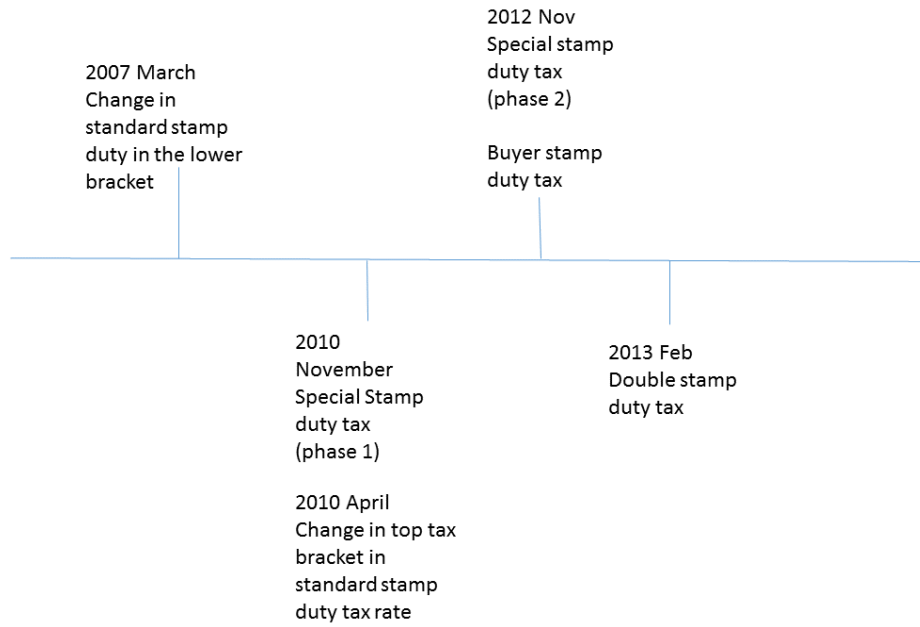 2007 March
Change in
standard stamp
duty in the lower
bracket
2010
November
Special Stamp
duty tax
(phase 1)
2010 April
Change in top tax
bracket in
standard stamp
duty tax rate
2012 Nov
Special stamp
duty tax
(phase 2)
Buyer stamp
duty tax
2013 Feb
Double stamp
duty tax